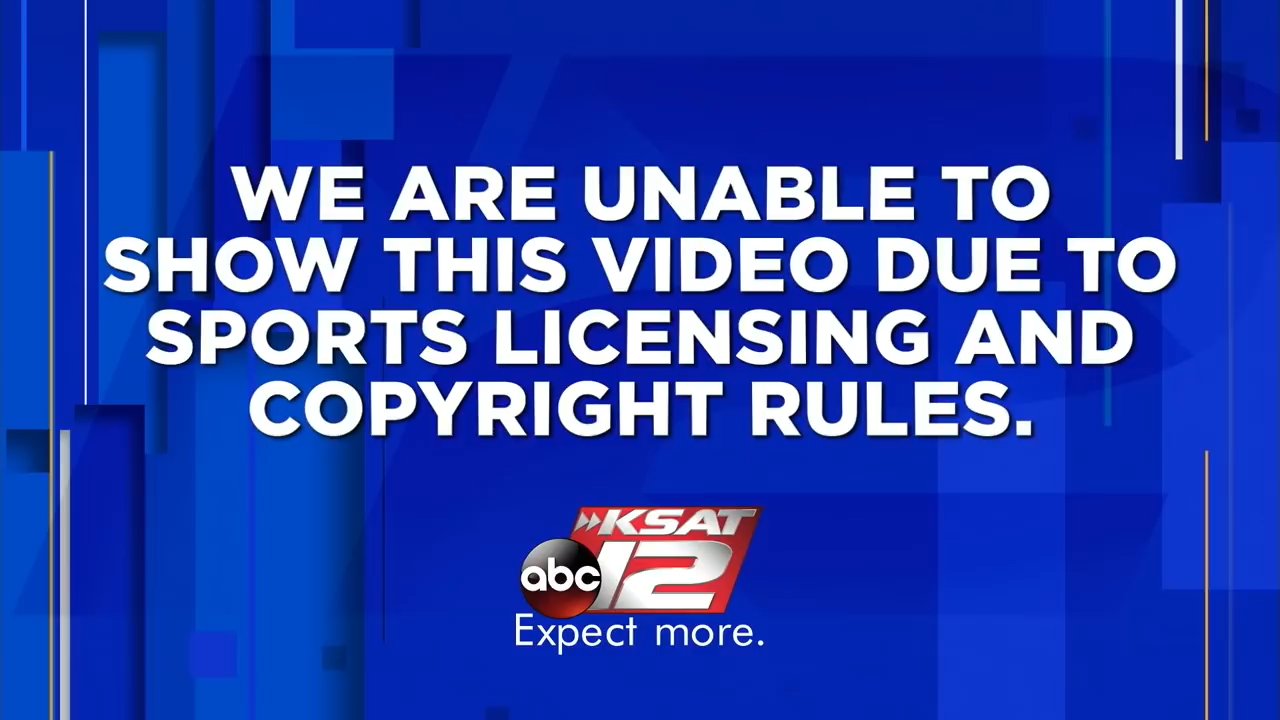 WE ARE UNABLE TO
SHOW THIS VIDEO DUE TO
SPORTS LICENSING AND
COPYRIGHT RULES.
KSAT
abc 12
Expect more.